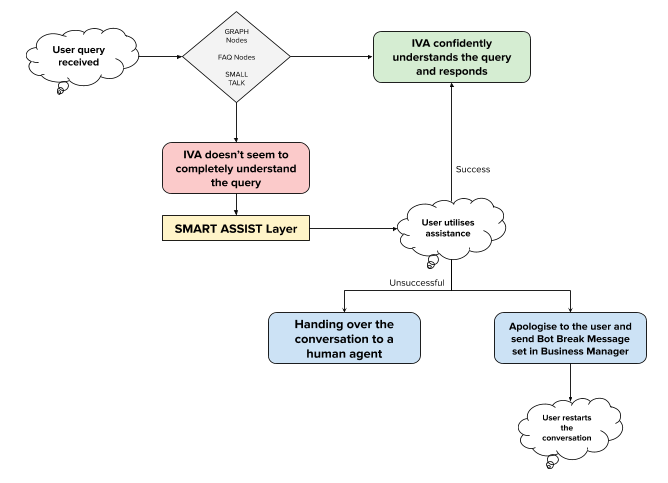 User query
received
GRAPH
Nodes
FAQ Nodes
SMALL
TALK
IVA confidently
understands the query
and responds
IVA doesn't seem to
completely understand
the query
Success
SMART ASSIST Layer
User utilises
assistance
Unsuccessful
Handing over the
conversation to a
human agent
Apologise to the user and
send Bot Break Message
set in Business Manager
User restarts
the
conversation